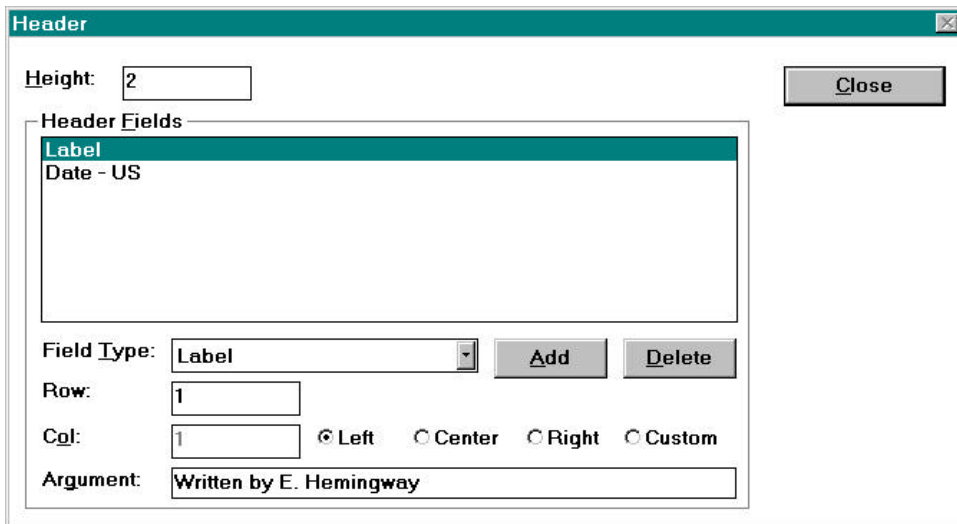 Header
Height: 2
Close
Header Fields
Label
Date - US
Field Type: Label Add Delete
Row: 1
Col: 1 Left Center Right Custom
Argument: Written by E. Hemingway